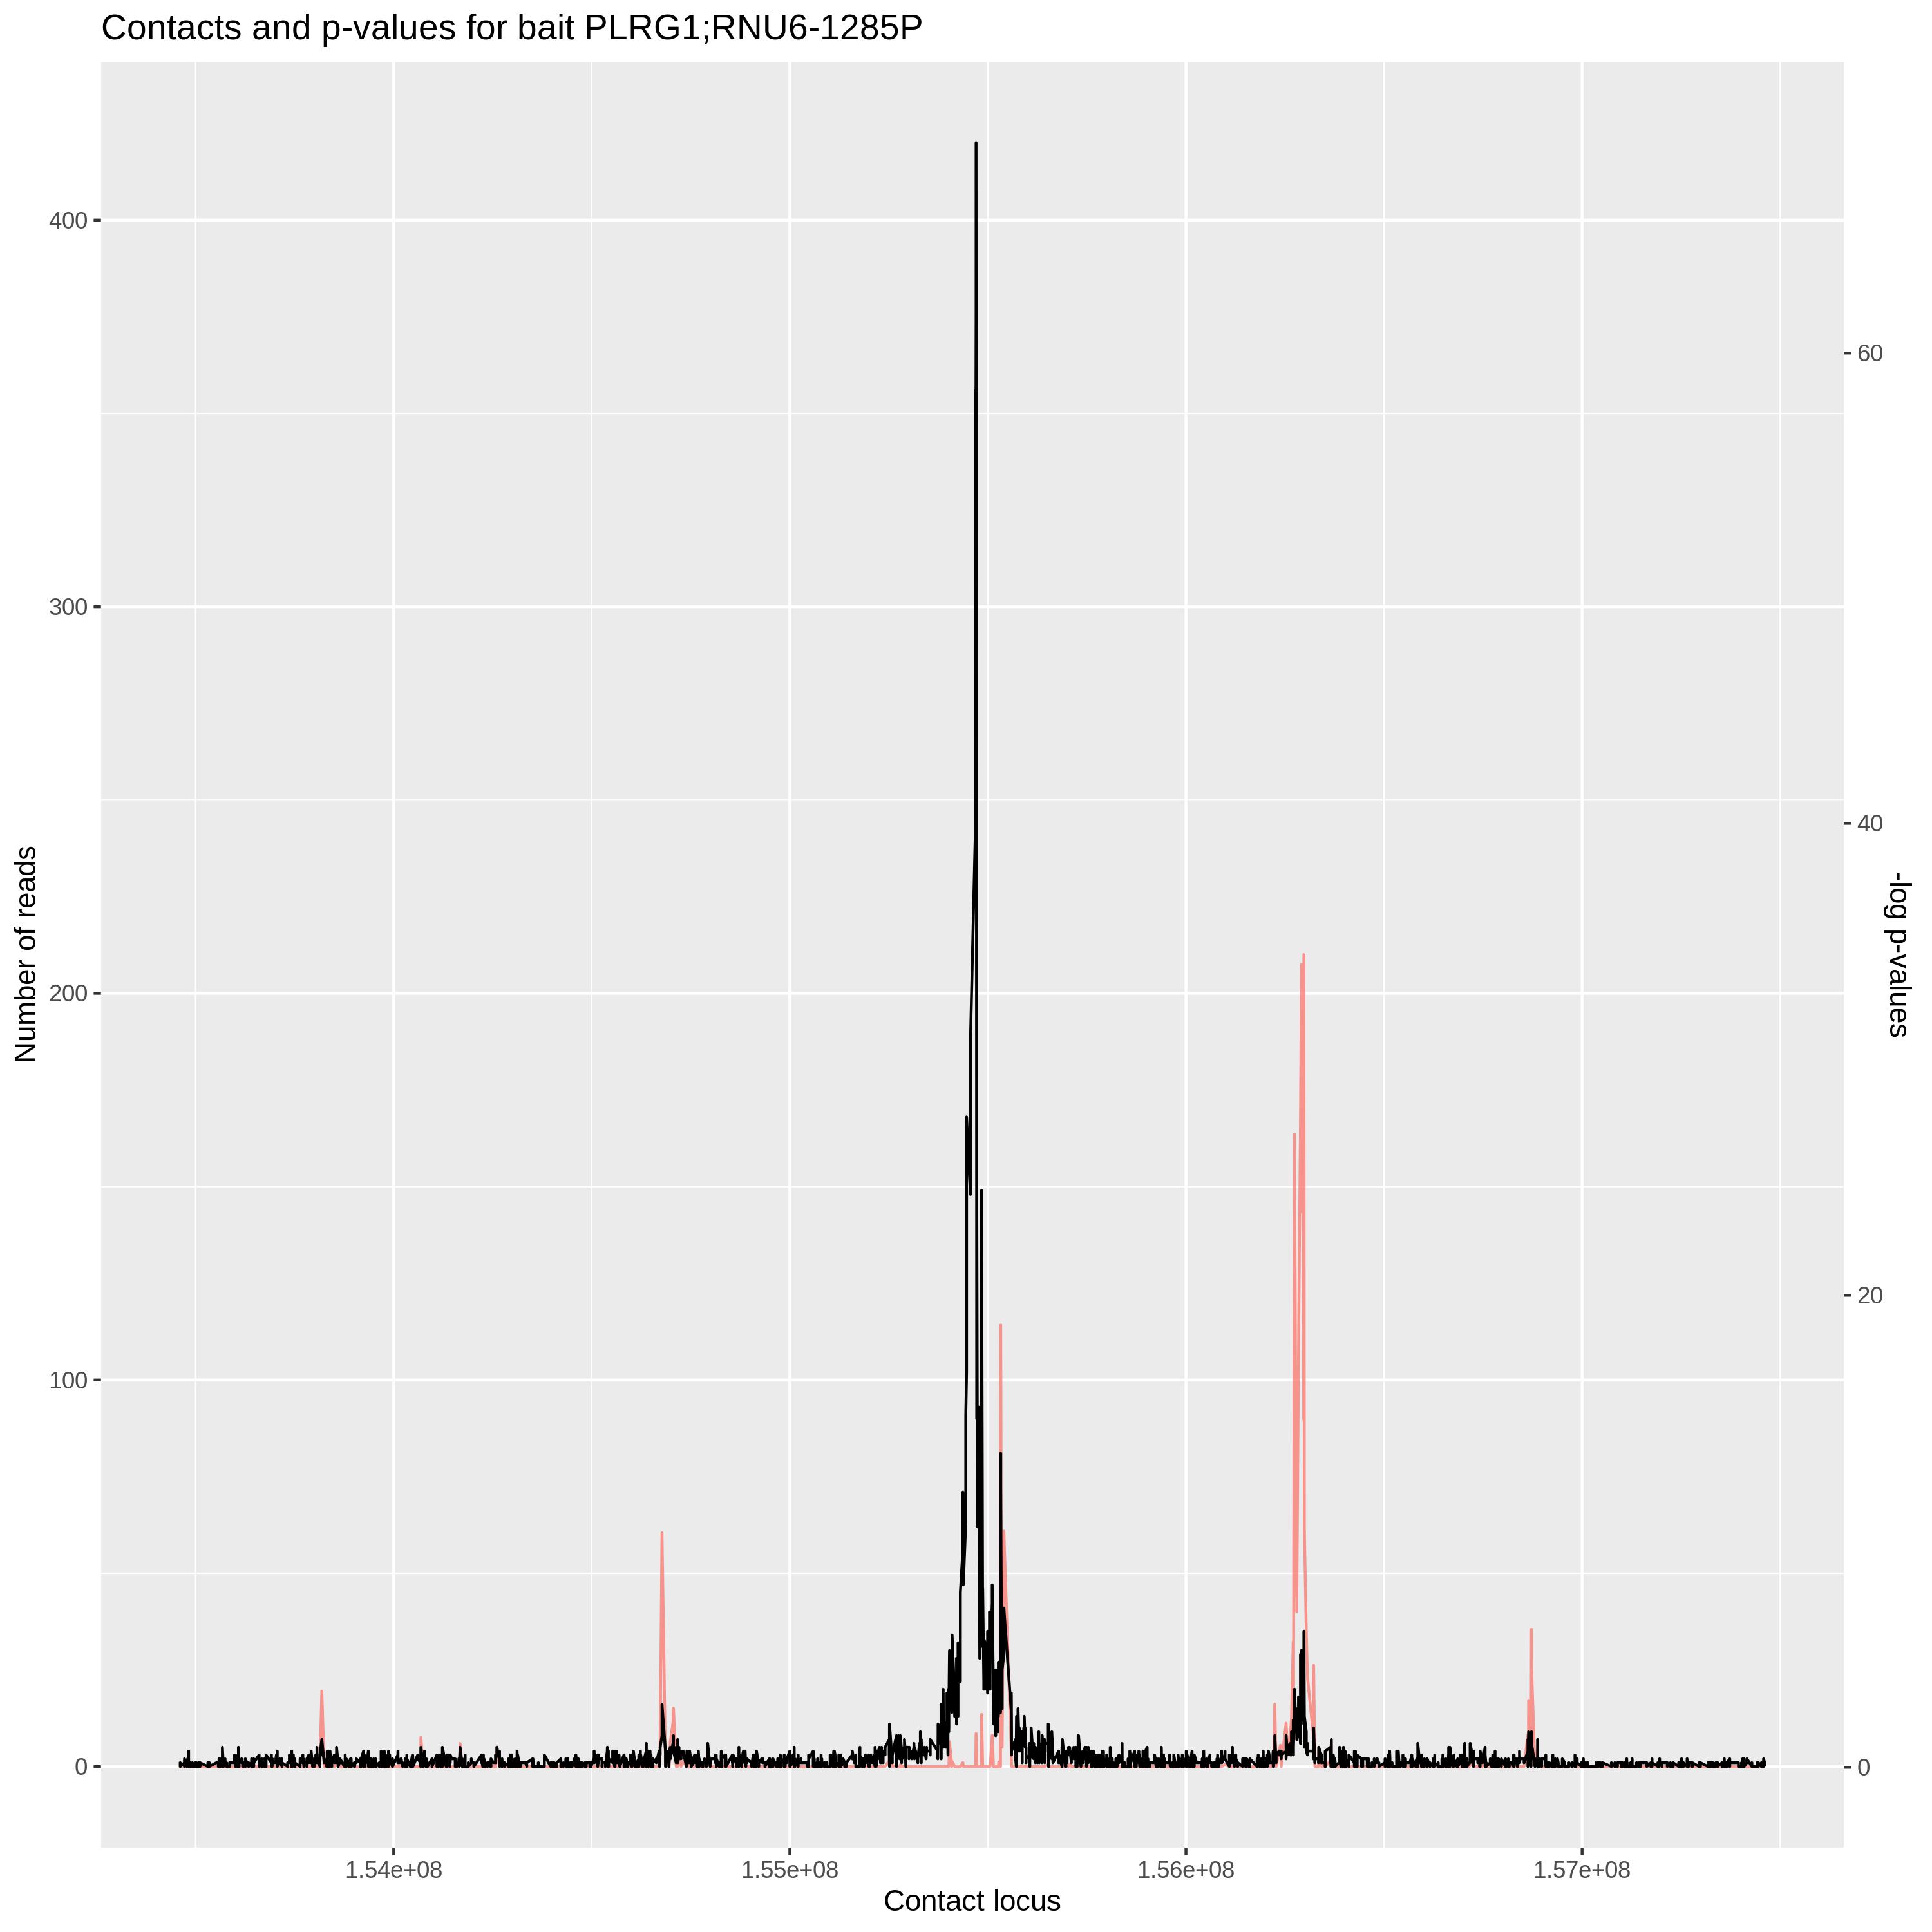 Contacts and p-values for bait PLRG1;RNU6-1285P
400
300
200
100
0
60
40
20
0
Number of reads
-log p-values
1.54e+08
1.55e+08
1.56e+08
1.57e+08
Contact locus